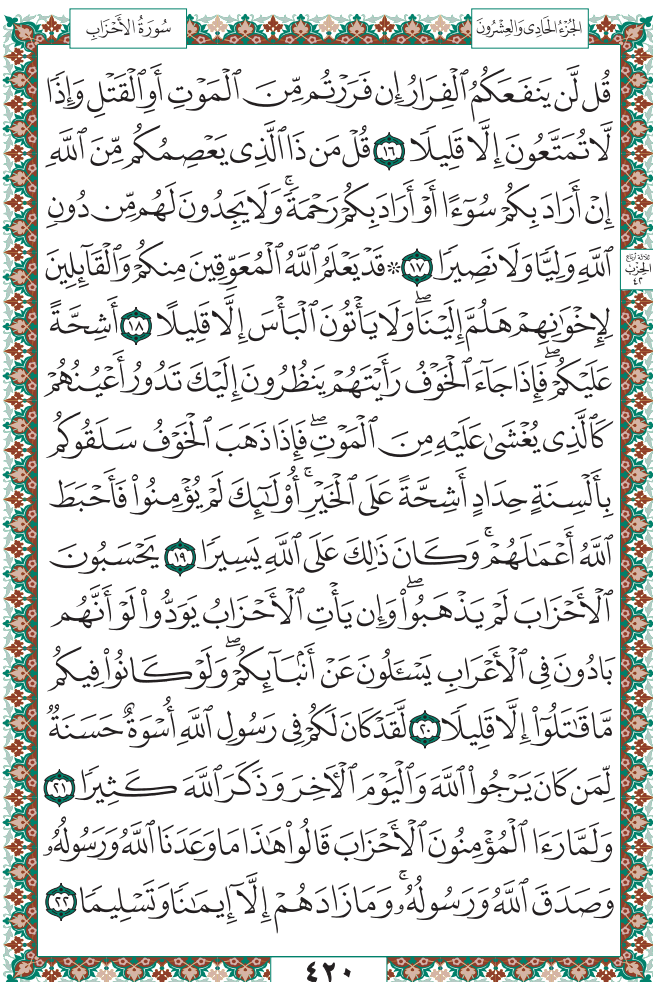 الجُزءُ الحَادِى وَالعِشْرُونَ
سُورَةُ الأَحْزَابِ
قُل لَّن يَنفَعَكُمُ ٱلْفِرَارُ إِن فَرَرْتُم مِّنَ ٱلْمَوْتِ أَوِ ٱلْقَتْلِ وَإِذًا
لَّا تُمَتَّعُونَ إِلَّا قَلِيلًا ١٦ قُلْ مَن ذَا ٱلَّذِى يَعْصِمُكُم مِّنَ ٱللَّهِ
إِنْ أَرَادَ بِكُمْ سُوٓءًا أَوْ أَرَادَ بِكُمْ رَحْمَةً ۚ وَلَا يَجِدُونَ لَهُم مِّن دُونِ
ٱللَّهِ وَلِيًّا وَلَا نَصِيرًا ١٧ ۞ قَدْ يَعْلَمُ ٱللَّهُ ٱلْمُعَوِّقِينَ مِنكُمْ وَٱلْقَآئِلِينَ
ثلاثة أرباع
الحِزْب
٤٢
لِإِخْوَٰنِهِمْ هَلُمَّ إِلَيْنَا ۖ وَلَا يَأْتُونَ ٱلْبَأْسَ إِلَّا قَلِيلًا ١٨ أَشِحَّةً
عَلَيْكُمْ ۖ فَإِذَا جَآءَ ٱلْخَوْفُ رَأَيْتَهُمْ يَنظُرُونَ إِلَيْكَ تَدُورُ أَعْيُنُهُمْ
كَٱلَّذِى يُغْشَىٰ عَلَيْهِ مِنَ ٱلْمَوْتِ ۖ فَإِذَا ذَهَبَ ٱلْخَوْفُ سَلَقُوكُم
بِأَلْسِنَةٍ حِدَادٍ أَشِحَّةً عَلَى ٱلْخَيْرِ ۚ أُو۟لَٰٓئِكَ لَمْ يُؤْمِنُوا۟ فَأَحْبَطَ
ٱللَّهُ أَعْمَٰلَهُمْ ۚ وَكَانَ ذَٰلِكَ عَلَى ٱللَّهِ يَسِيرًا ١٩ يَحْسَبُونَ
ٱلْأَحْزَابَ لَمْ يَذْهَبُوا۟ ۖ وَإِن يَأْتِ ٱلْأَحْزَابُ يَوَدُّوا۟ لَوْ أَنَّهُم
بَادُونَ فِى ٱلْأَعْرَابِ يَسْـَٔلُونَ عَنْ أَنۢبَآئِكُمْ ۖ وَلَوْ كَانُوا۟ فِيكُم
مَّا قَٰتَلُوٓا۟ إِلَّا قَلِيلًا ٢٠ لَّقَدْ كَانَ لَكُمْ فِى رَسُولِ ٱللَّهِ أُسْوَةٌ حَسَنَةٌ
لِّمَن كَانَ يَرْجُوا۟ ٱللَّهَ وَٱلْيَوْمَ ٱلْـَٔاخِرَ وَذَكَرَ ٱللَّهَ كَثِيرًا ٢١
وَلَمَّا رَءَا ٱلْمُؤْمِنُونَ ٱلْأَحْزَابَ قَالُوا۟ هَٰذَا مَا وَعَدَنَا ٱللَّهُ وَرَسُولُهُۥ
وَصَدَقَ ٱللَّهُ وَرَسُولُهُۥ ۚ وَمَا زَادَهُمْ إِلَّآ إِيمَٰنًا وَتَسْلِيمًا ٢٢
٤٢٠